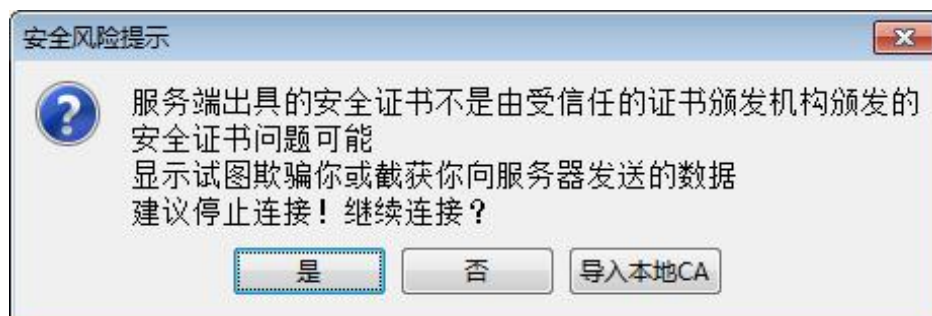 安全风险提示
服务端出具的安全证书不是由受信任的证书颁发机构颁发的
安全证书问题可能
显示试图欺骗你或截获你向服务器发送的数据
建议停止连接！继续连接？
是
否
导入本地CA